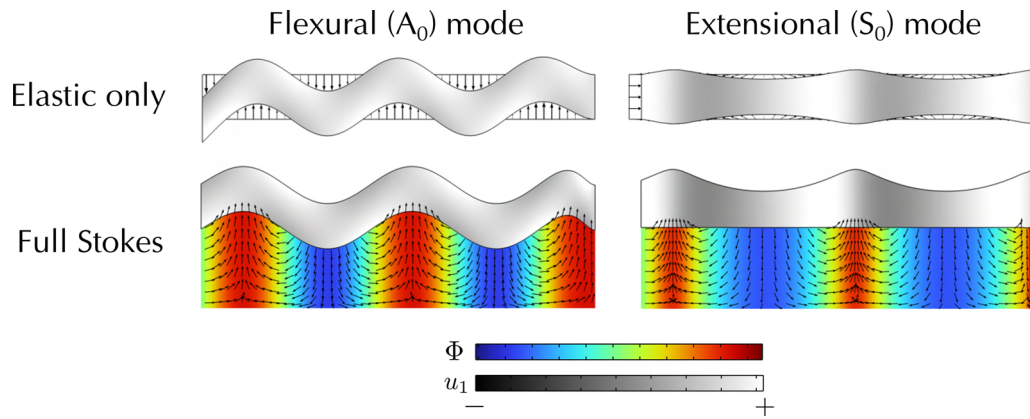 Flexural (A₀) mode
Extensional (S₀) mode
Elastic only
Full Stokes
Φ
u₁
− +